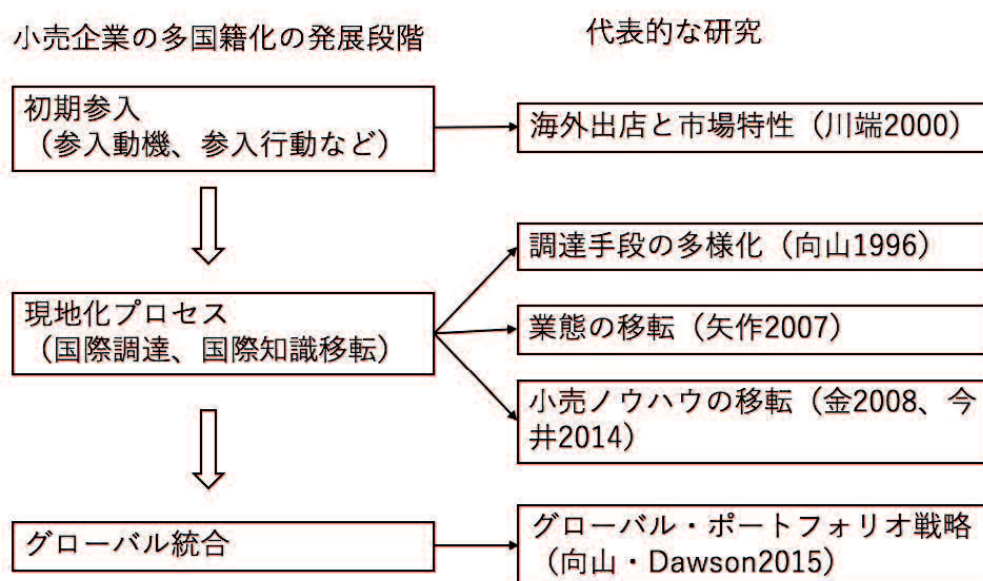 小売企業の多国籍化の発展段階
代表的な研究
初期参入
（参入動機、参入行動など）
海外出店と市場特性（川端2000）
調達手段の多様化（向山1996）
現地化プロセス
（国際調達、国際知識移転）
業態の移転（矢作2007）
小売ノウハウの移転（金2008、今
井2014）
グローバル統合
グローバル・ポートフォリオ戦略
（向山・Dawson2015）